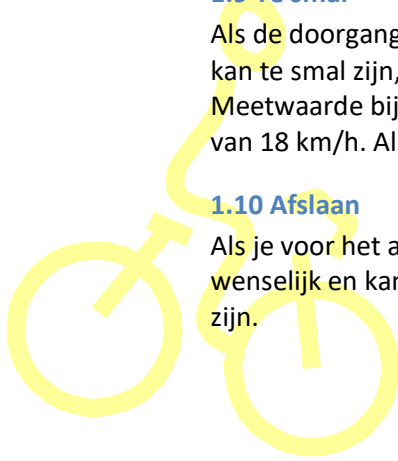 Als de doorgang
kan te smal zijn,
Meetwaarde bij
van 18 km/h. Al
1.10 Afslaan
Als je voor het a
wenselijk en kan
zijn.